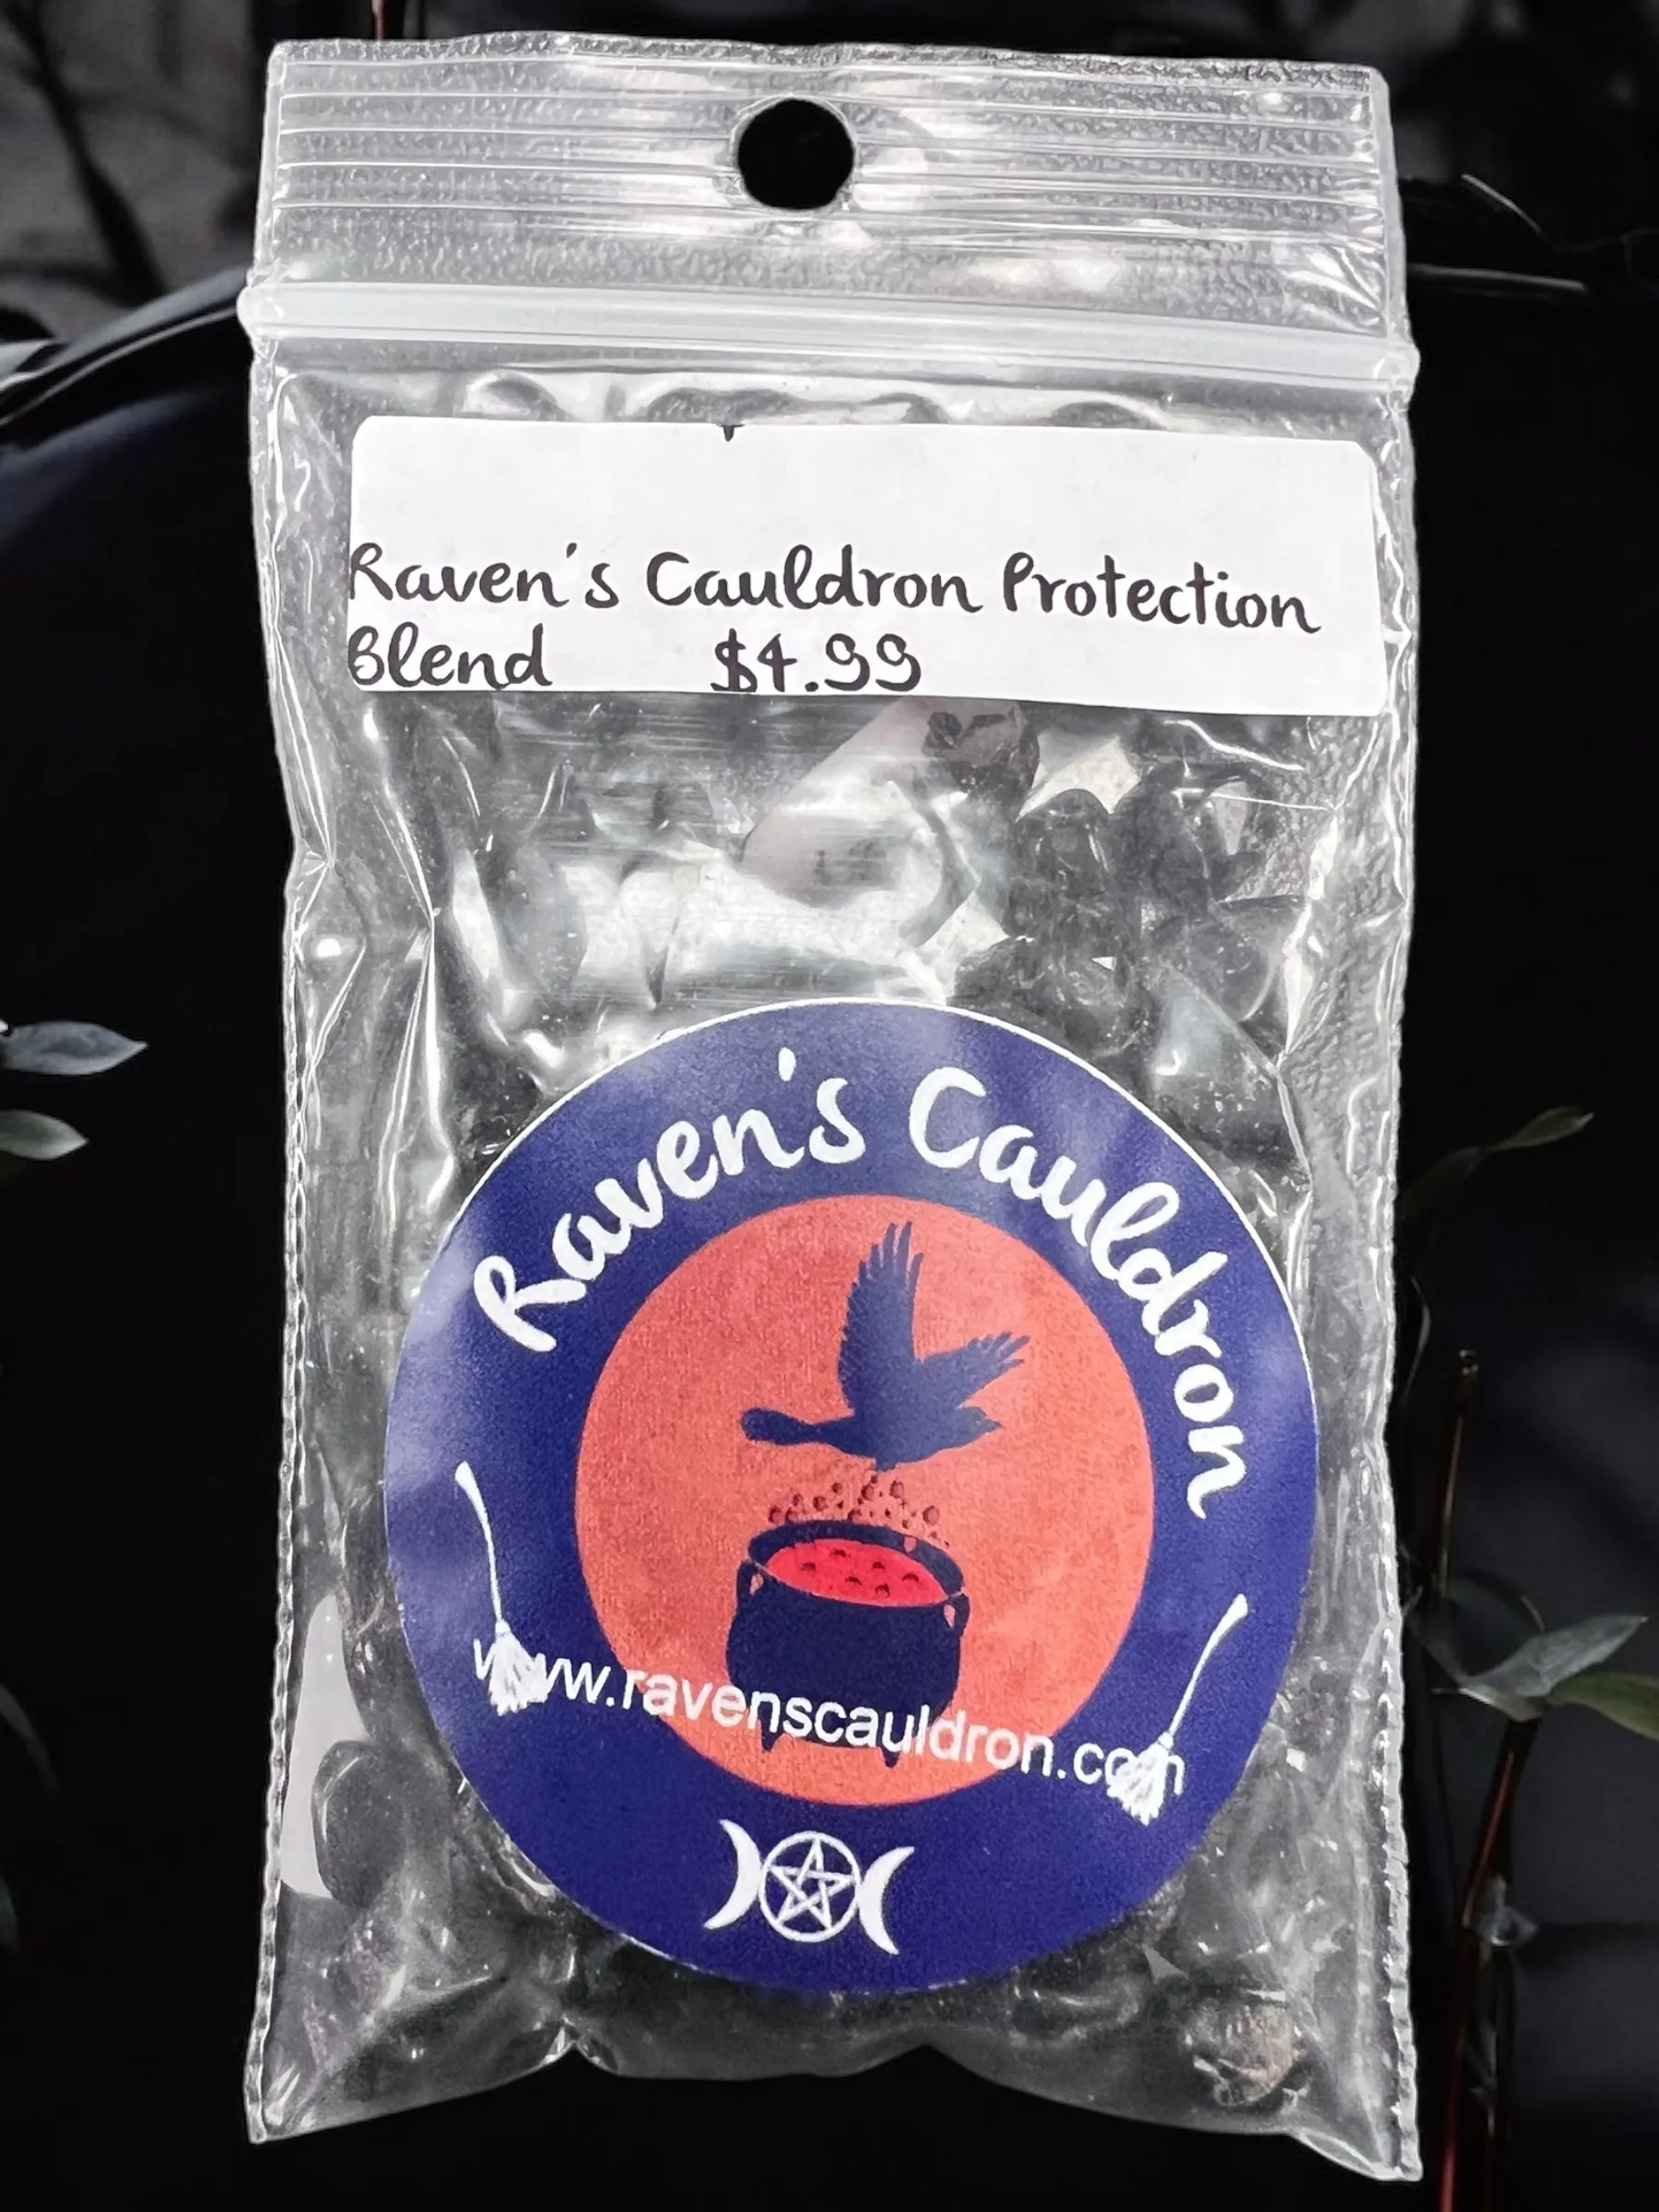 Raven's Cauldron Protection
Blend $4.99
Raven's Cauldron
www.ravenscauldron.com